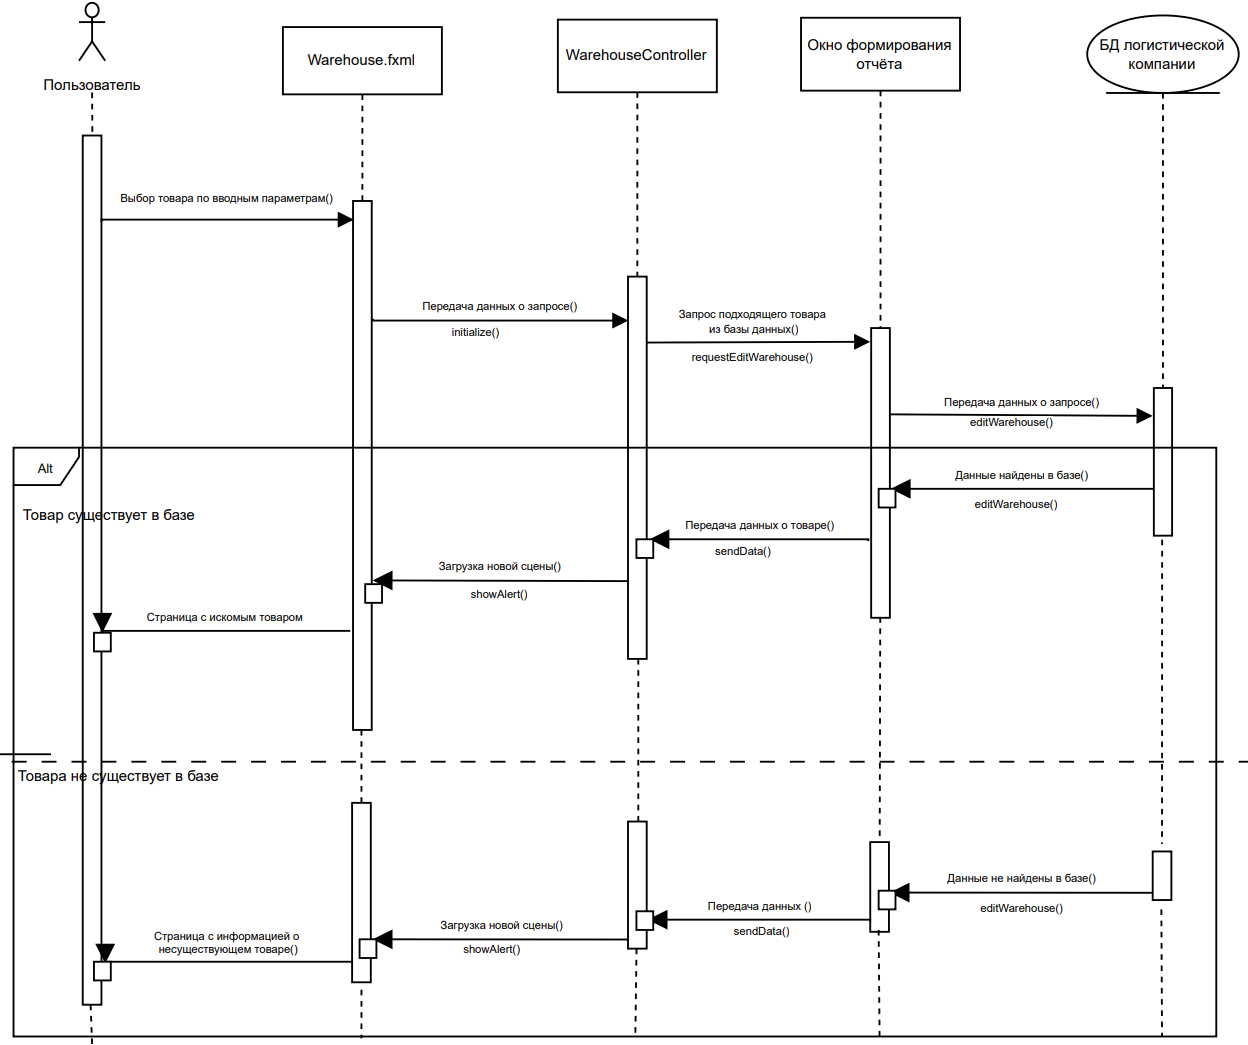 Пользователь
Warehouse.fxml
WarehouseController
Окно формирования
отчёта
БД логистической
компании
Выбор товара по вводным параметрам()
Передача данных о запросе()
initialize()
Запрос подходящего товара
из базы данных()
requestEditWarehouse()
Передача данных о запросе()
editWarehouse()
Alt
Товар существует в базе
Данные найдены в базе()
editWarehouse()
Передача данных о товаре()
sendData()
Загрузка новой сцены()
showAlert()
Страница с искомым товаром
Товара не существует в базе
Данные не найдены в базе()
editWarehouse()
Передача данных ()
sendData()
Загрузка новой сцены()
showAlert()
Страница с информацией о
несуществующем товаре()